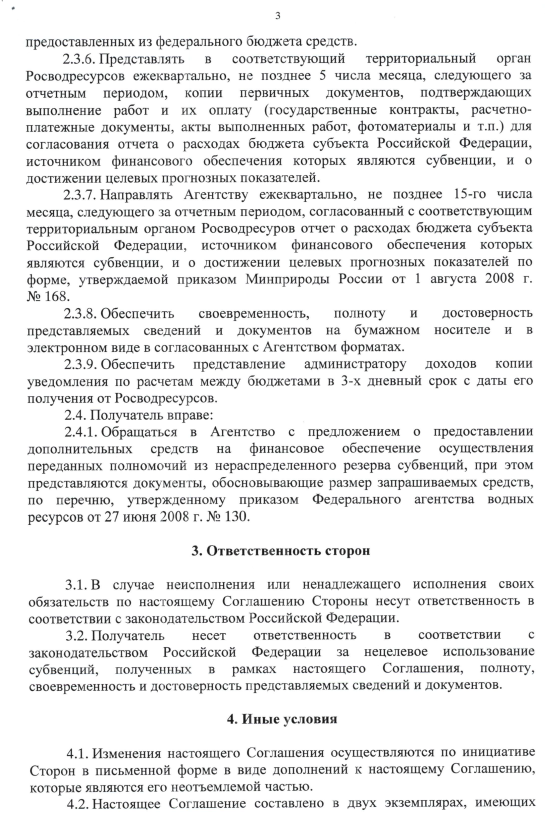 3
предоставленных из федерального бюджета средств.
2.3.6. Представлять в соответствующий территориальный орган
Росводресурсов ежеквартально, не позднее 5 числа месяца, следующего за
отчетным периодом, копии первичных документов, подтверждающих
выполнение работ и их оплату (государственные контракты, расчетно-
платежные документы, акты выполненных работ, фотоматериалы и т.п.) для
согласования отчета о расходах бюджета субъекта Российской Федерации,
источником финансового обеспечения которых являются субвенции, и о
достижении целевых прогнозных показателей.
2.3.7. Направлять Агентству ежеквартально, не позднее 15-го числа
месяца, следующего за отчетным периодом, согласованный с соответствующим
территориальным органом Росводресуров отчет о расходах бюджета субъекта
Российской Федерации, источником финансового обеспечения которых
являются субвенции, и о достижении целевых прогнозных показателей по
форме, утверждаемой приказом Минприроды России от 1 августа 2008 г.
№ 168.
2.3.8. Обеспечить своевременность, полноту и достоверность
представляемых сведений и документов на бумажном носителе и в
электронном виде в согласованных с Агентством форматах.
2.3.9. Обеспечить представление администратору доходов копии
уведомления по расчетам между бюджетами в 3-х дневный срок с даты его
получения от Росводресурсов.
2.4. Получатель вправе:
2.4.1. Обращаться в Агентство с предложением о предоставлении
дополнительных средств на финансовое обеспечение осуществления
переданных полномочий из нераспределенного резерва субвенций, при этом
представляются документы, обосновывающие размер запрашиваемых средств,
по перечню, утвержденному приказом Федерального агентства водных
ресурсов от 27 июня 2008 г. № 130.
3. Ответственность сторон
3.1. В случае неисполнения или ненадлежащего исполнения своих
обязательств по настоящему Соглашению Стороны несут ответственность в
соответствии с законодательством Российской Федерации.
3.2. Получатель несет ответственность в соответствии с
законодательством Российской Федерации за нецелевое использование
субвенций, полученных в рамках настоящего Соглашения, полноту,
своевременность и достоверность представляемых сведений и документов.
4. Иные условия
4.1. Изменения настоящего Соглашения осуществляются по инициативе
Сторон в письменной форме в виде дополнений к настоящему Соглашению,
которые являются его неотъемлемой частью.
4.2. Настоящее Соглашение составлено в двух экземплярах, имеющих